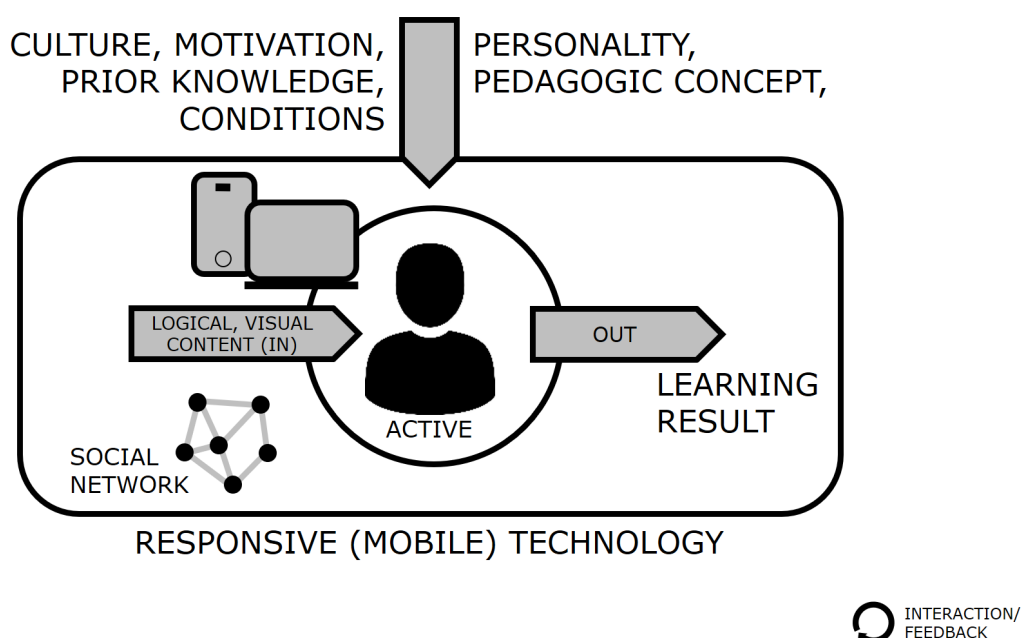 CULTURE, MOTIVATION,
PRIOR KNOWLEDGE,
CONDITIONS
PERSONALITY,
PEDAGOGIC CONCEPT,
LOGICAL, VISUAL
CONTENT (IN)
OUT
LEARNING
RESULT
ACTIVE
SOCIAL
NETWORK
RESPONSIVE (MOBILE) TECHNOLOGY
INTERACTION/
FEEDBACK